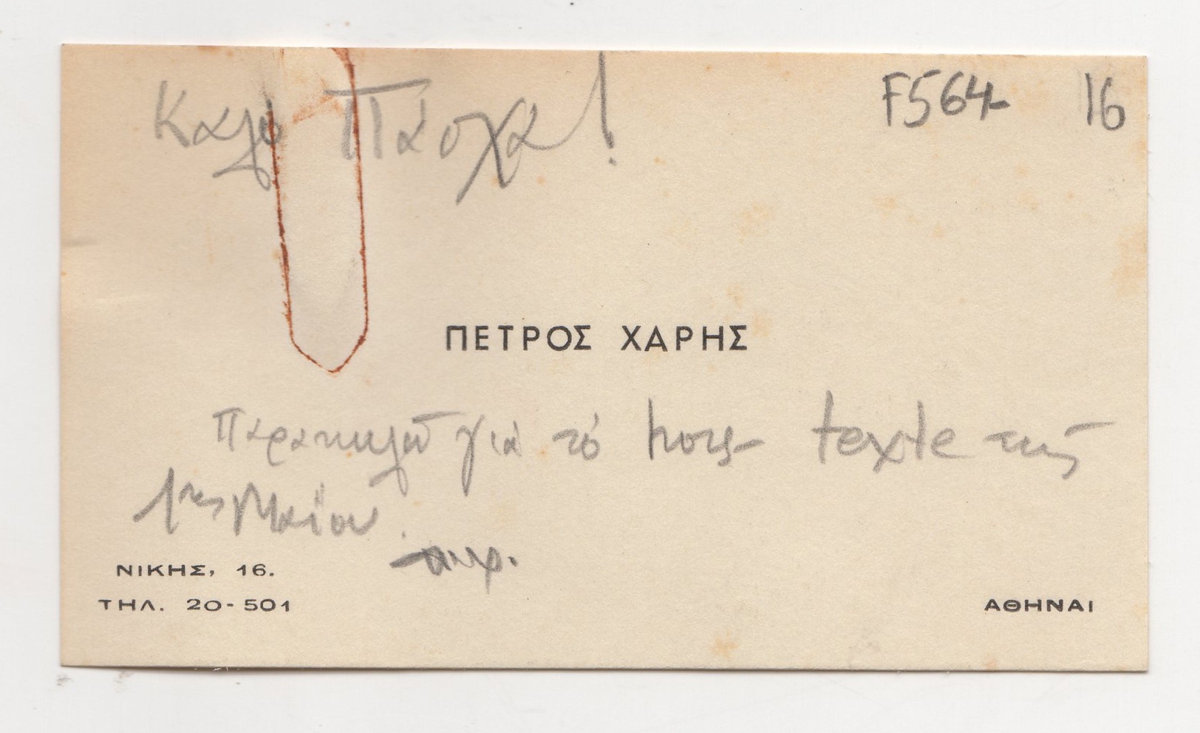 Καλό Πάσχα!
F564 16
ΠΕΤΡΟΣ ΧΑΡΗΣ
Παρακαλῶ γιά τό hors-texte τῆς
1ης Μαΐου.
ΝΙΚΗΣ, 16.
ΤΗΛ. 20-501
ΑΘΗΝΑΙ